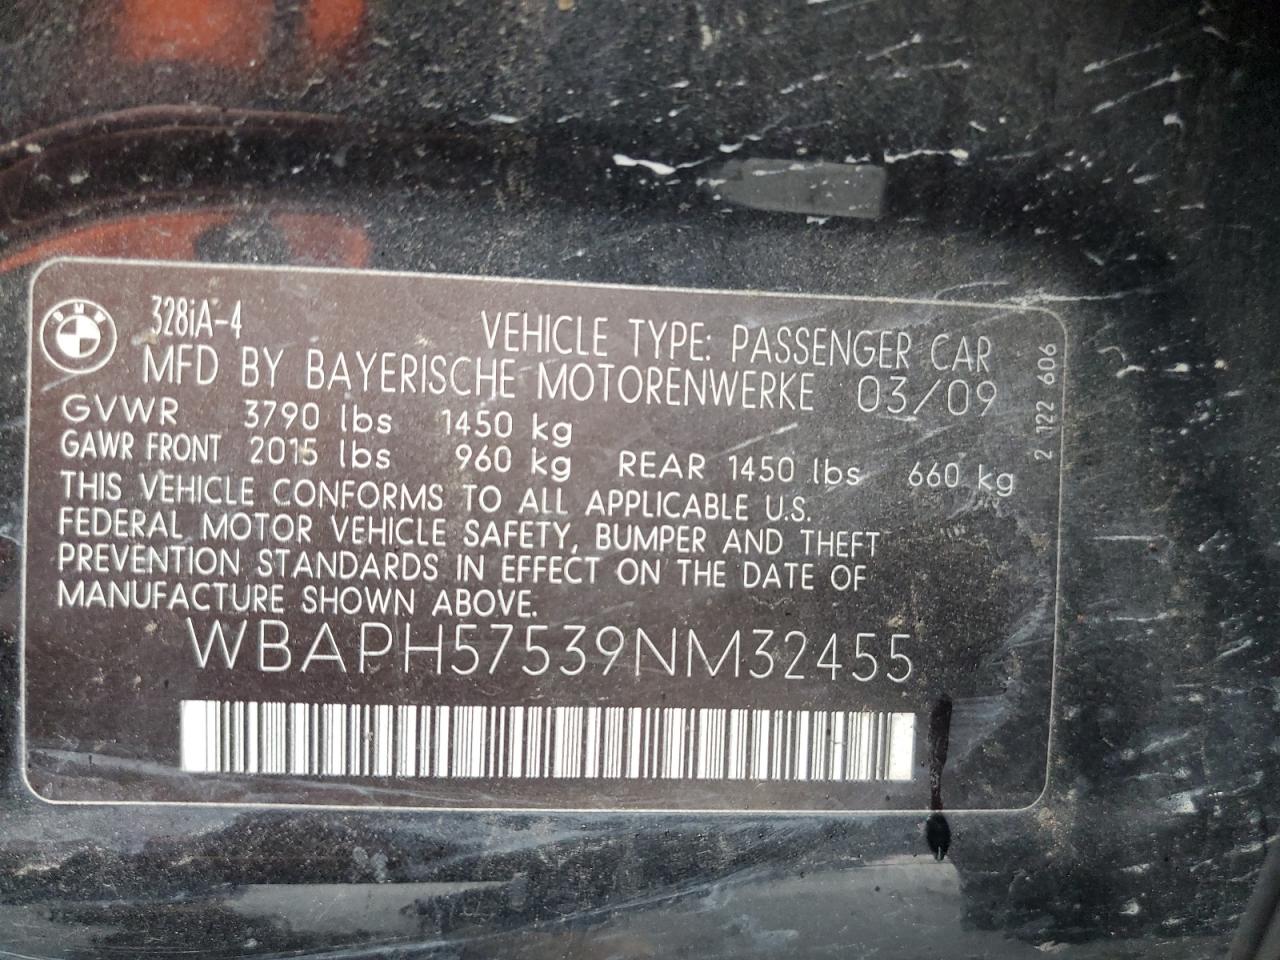 BMW
328iA-4
VEHICLE TYPE: PASSENGER CAR
MFD BY BAYERISCHE MOTORENWERKE 03/09
GVWR 3790 lbs 1450 kg
GAWR FRONT 2015 lbs 960 kg REAR 1450 lbs 660 kg
THIS VEHICLE CONFORMS TO ALL APPLICABLE U.S.
FEDERAL MOTOR VEHICLE SAFETY, BUMPER AND THEFT
PREVENTION STANDARDS IN EFFECT ON THE DATE OF
MANUFACTURE SHOWN ABOVE.
WBAPH57539NM32455
2 122 606